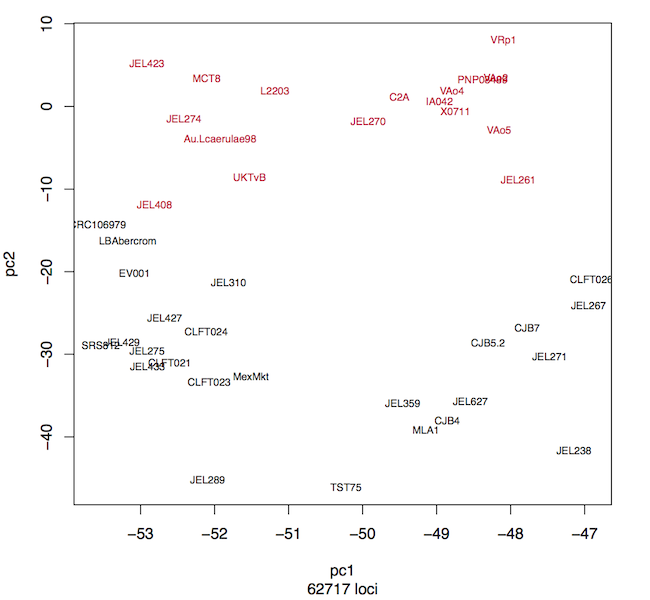 10
VRp1
JEL423
MCT8
VAo4
L2203
C2A
IA042
0
X0711
JEL274
JEL270
VAo5
Au.Lcaerulae98
UKTvB
JEL261
−10
JEL408
CRC106979
LBAbercrom
EV001
−20
JEL310
CLFT026
JEL267
JEL427
CLFT024
CJB7
JEL429
CJB5.2
JEL275
−30
JEL271
CLFT021
JEL433
CLFT023
MexMkt
JEL359
JEL627
CJB4
MLA1
−40
JEL238
JEL289
TST75
pc2
−53 −52 −51 −50 −49 −48 −47
pc1
62717 loci